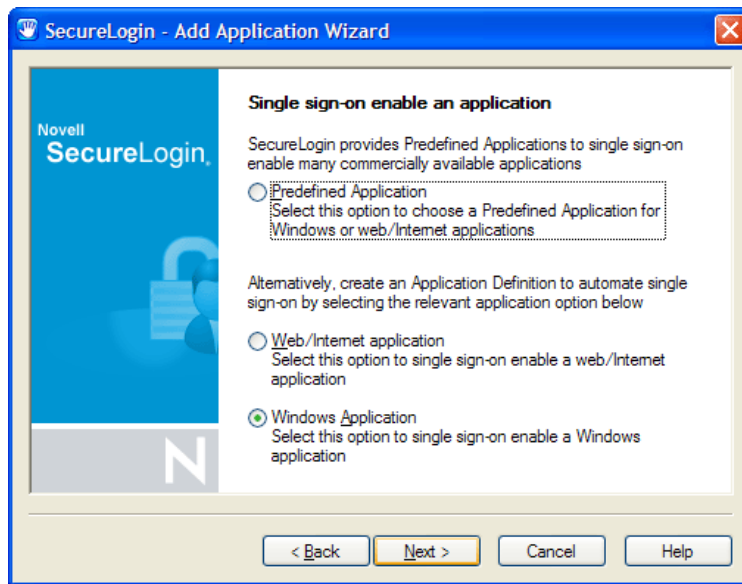 SecureLogin - Add Application Wizard
Novell
SecureLogin.
N
Single sign-on enable an application
SecureLogin provides Predefined Applications to single sign-on
enable many commercially available applications
Predefined Application
Select this option to choose a Predefined Application for
Windows or web/Internet applications
Alternatively, create an Application Definition to automate single
sign-on by selecting the relevant application option below
Web/Internet application
Select this option to single sign-on enable a web/Internet
application
Windows Application
Select this option to single sign-on enable a Windows
application
< Back
Next >
Cancel
Help